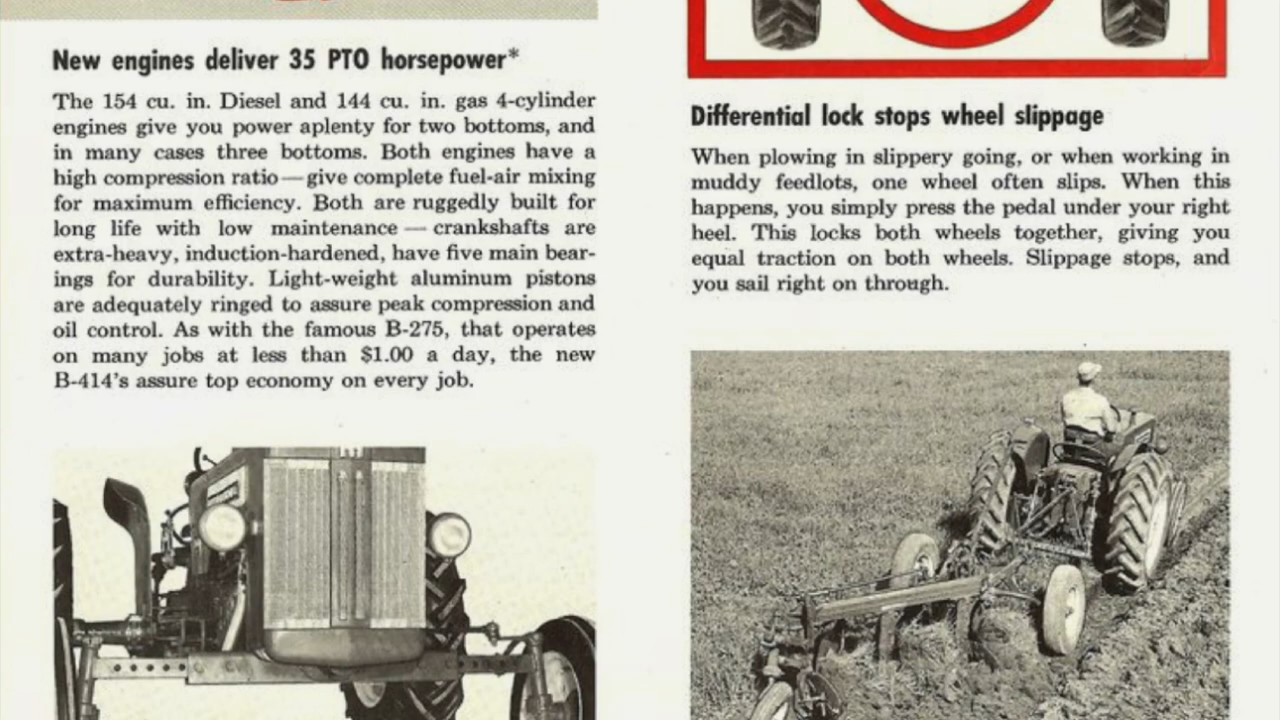 New engines deliver 35 PTO horsepower*
The 154 cu. in. Diesel and 144 cu. in. gas 4-cylinder
engines give you power aplenty for two bottoms, and
in many cases three bottoms. Both engines have a
high compression ratio—give complete fuel-air mixing
for maximum efficiency. Both are ruggedly built for
long life with low maintenance — crankshafts are
extra-heavy, induction-hardened, have five main bear-
ings for durability. Light-weight aluminum pistons
are adequately ringed to assure peak compression and
oil control. As with the famous B-275, that operates
on many jobs at less than $1.00 a day, the new
B-414's assure top economy on every job.
Differential lock stops wheel slippage
When plowing in slippery going, or when working in
muddy feedlots, one wheel often slips. When this
happens, you simply press the pedal under your right
heel. This locks both wheels together, giving you
equal traction on both wheels. Slippage stops, and
you sail right on through.